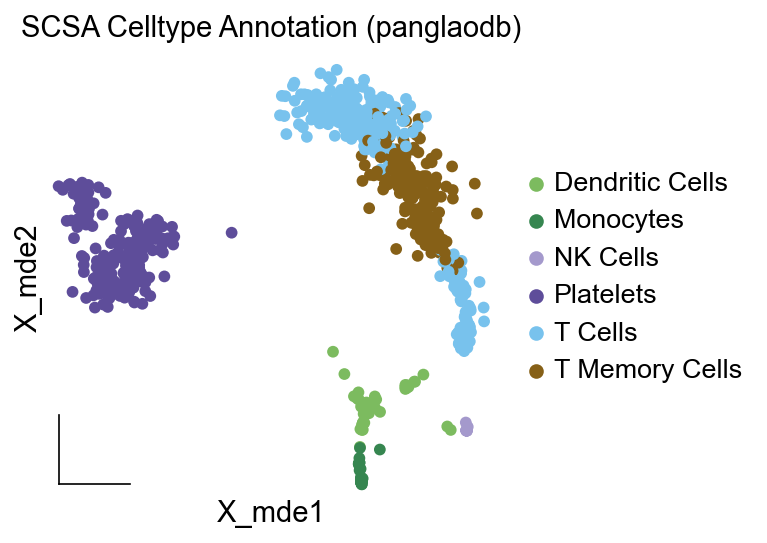 SCSA Celltype Annotation (panglaodb)
Dendritic Cells
Monocytes
NK Cells
Platelets
T Cells
T Memory Cells
X_mde2
X_mde1